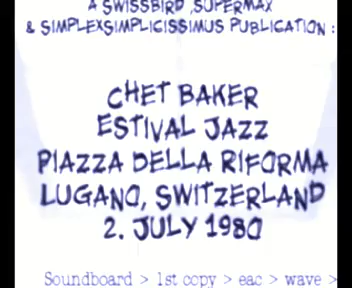 A SWISSBIRD, SUPERMAX
& SIMPLEXSIMPLICISSIMUS PUBLICATION :
CHET BAKER
ESTIVAL JAZZ
PIAZZA DELLA RIFORMA
LUGANO, SWITZERLAND
2. JULY 1980
Soundboard > 1st copy > eac > wave >